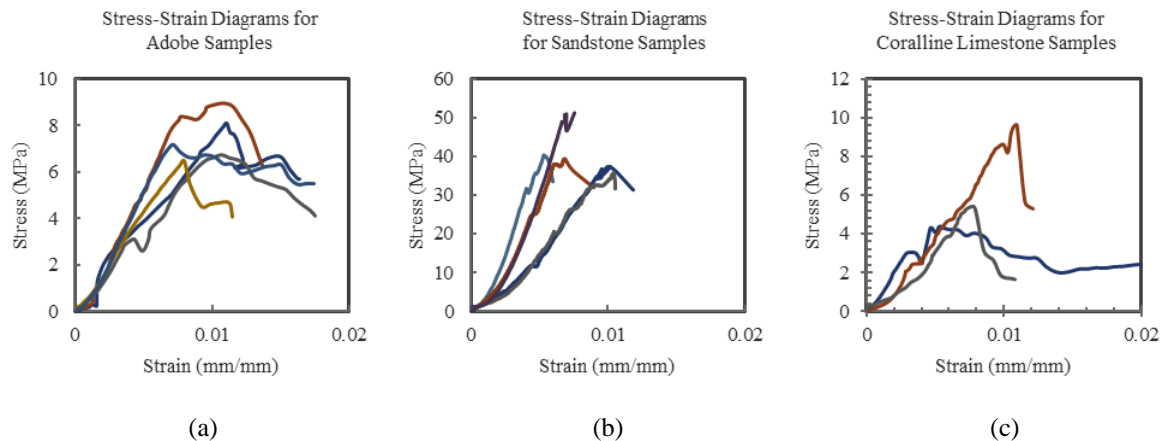 Stress-Strain Diagrams for
Adobe Samples
10
8
6
4
2
0
Stress (MPa)
0
0.01
0.02
Strain (mm/mm)
(a)
Stress-Strain Diagrams
for Sandstone Samples
60
50
40
30
20
10
0
Stress (MPa)
0
0.01
0.02
Strain (mm/mm)
(b)
Stress-Strain Diagrams for
Coralline Limestone Samples
12
10
8
6
4
2
0
Stress (MPa)
0
0.01
0.02
Strain (mm/mm)
(c)